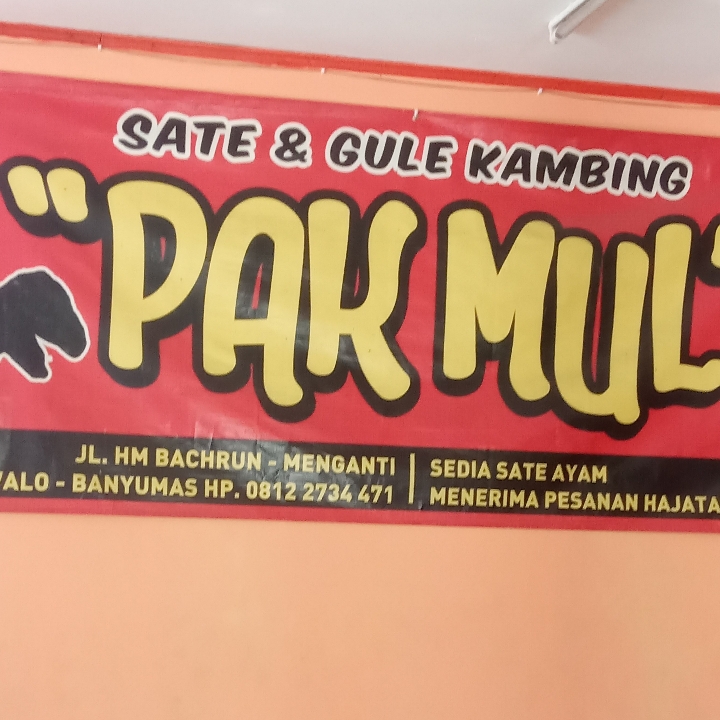 SATE & GULE KAMBING
"PAK MUL
JL. HM BACHRUN - MENGANTI
BANYUMAS HP. 0812 2734 471
SEDIA SATE AYAM
MENERIMA PESANAN